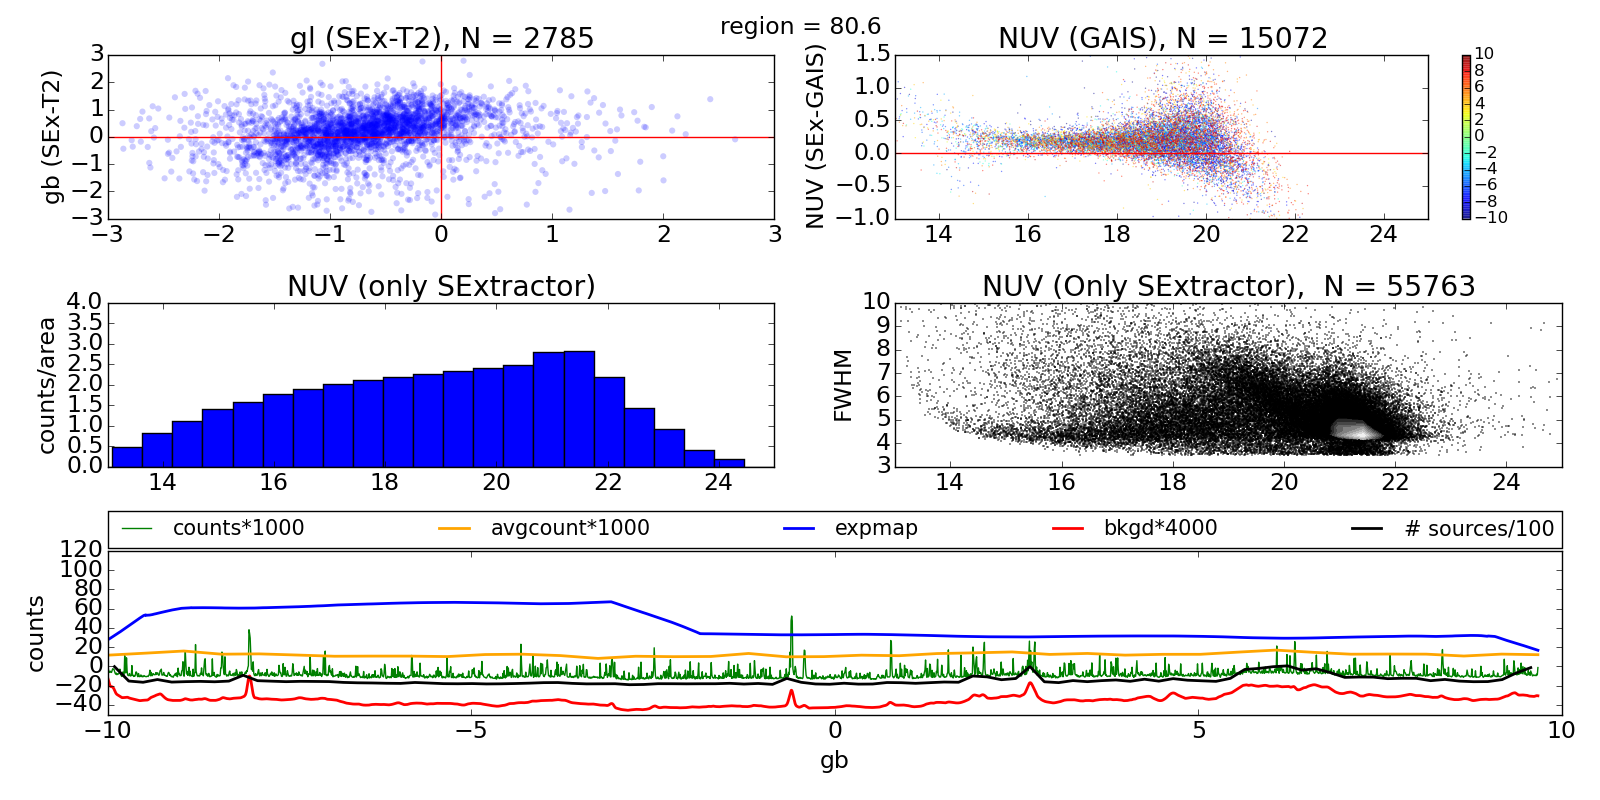 region = 80.6
gl (SEx-T2), N = 2785
gb (SEx-T2)
3
2
1
0
−1
−2
−3
−3 −2 −1 0 1 2 3
NUV (GAIS), N = 15072
NUV (SEx-GAIS)
1.5
1.0
0.5
0.0
−0.5
−1.0
14 16 18 20 22 24
10
8
6
4
2
0
−2
−4
−6
−8
−10
NUV (only SExtractor)
counts/area
4.0
3.5
3.0
2.5
2.0
1.5
1.0
0.5
0.0
14 16 18 20 22 24
NUV (Only SExtractor),  N = 55763
FWHM
10
9
8
7
6
5
4
3
14 16 18 20 22 24
counts*1000 avgcount*1000 expmap bkgd*4000 # sources/100
counts
120
100
80
60
40
20
0
−20
−40
−10 −5 0 5 10
gb